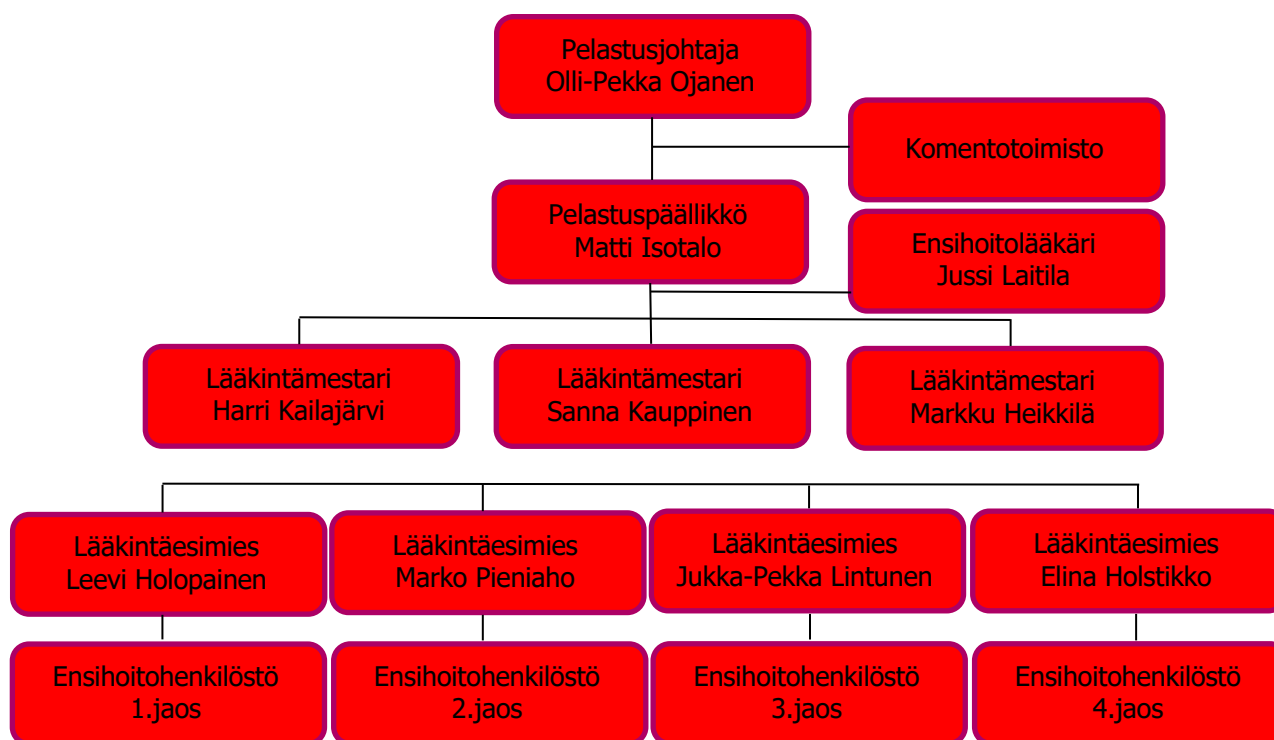 Pelastusjohtaja
Olli-Pekka Ojanen
Komentotoimisto
Pelastuspäällikkö
Matti Isotalo
Ensihoitolääkäri
Jussi Laitila
Lääkintämestari
Harri Kailajärvi
Lääkintämestari
Sanna Kauppinen
Lääkintämestari
Markku Heikkilä
Lääkintäesimies
Leevi Holopainen
Lääkintäesimies
Marko Pieniaho
Lääkintäesimies
Jukka-Pekka Lintunen
Lääkintäesimies
Elina Holstikko
Ensihoitohenkilöstö
1.jaos
Ensihoitohenkilöstö
2.jaos
Ensihoitohenkilöstö
3.jaos
Ensihoitohenkilöstö
4.jaos